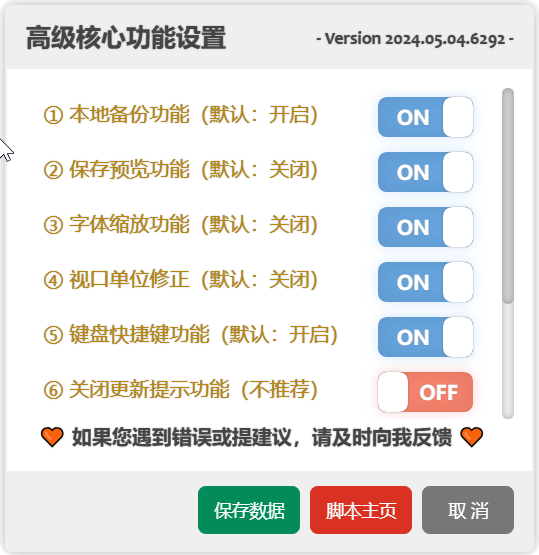 高级核心功能设置 - Version 2024.05.04.6292 -
① 本地备份功能（默认：开启） ON
② 保存预览功能（默认：关闭） ON
③ 字体缩放功能（默认：关闭） ON
④ 视口单位修正（默认：关闭） ON
⑤ 键盘快捷键功能（默认：开启） ON
⑥ 关闭更新提示功能（不推荐） OFF
🧡 如果您遇到错误或提建议，请及时向我反馈 🧡
保存数据 脚本主页 取 消